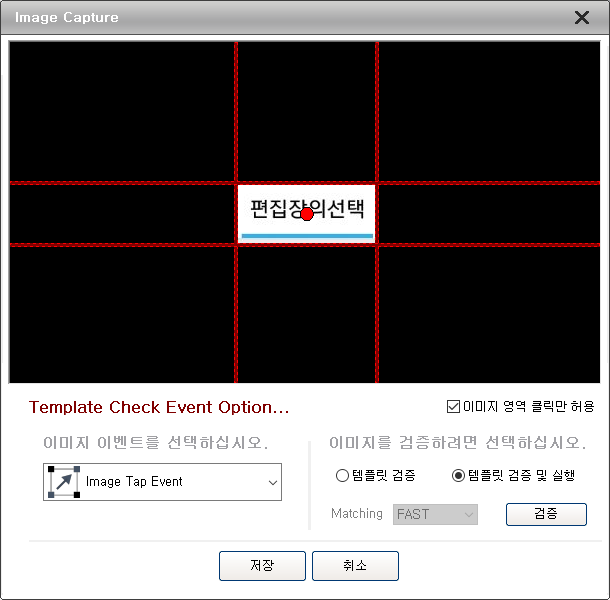 Image Capture
편집장의선택
Template Check Event Option...
이미지 영역 클릭만 허용
이미지 이벤트를 선택하십시오.
이미지를 검증하려면 선택하십시오.
Image Tap Event
템플릿 검증
템플릿 검증 및 실행
Matching
FAST
검증
저장
취소